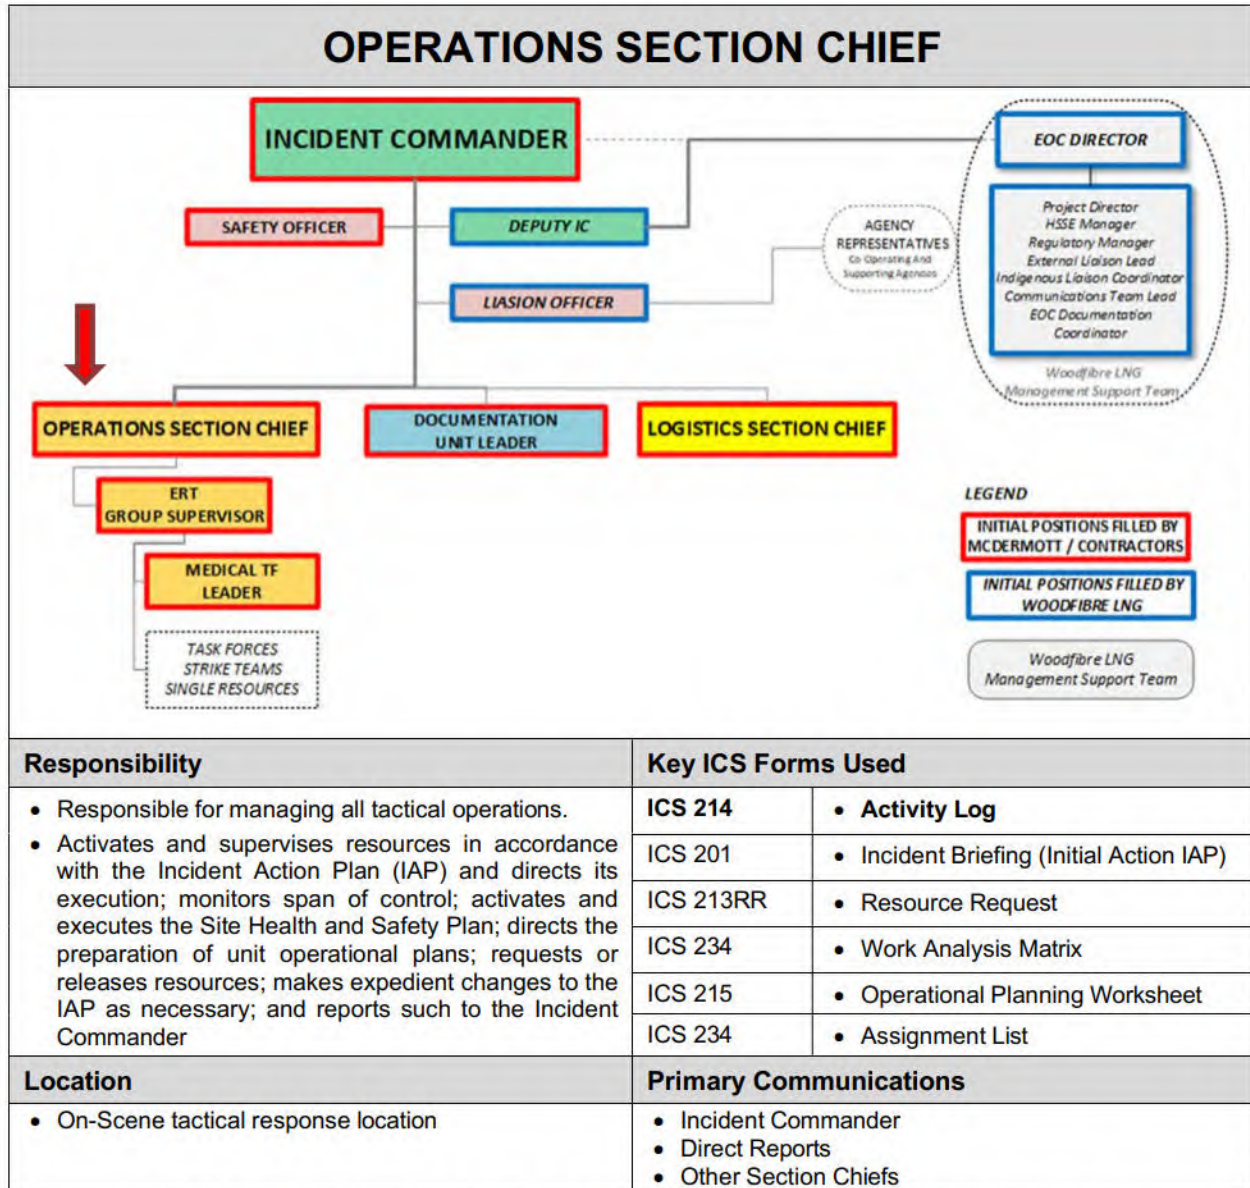 OPERATIONS SECTION CHIEF
INCIDENT COMMANDER
EOC DIRECTOR
SAFETY OFFICER
DEPUTY IC
LIASION OFFICER
AGENCY
REPRESENTATIVES
Co Operating And
Supporting Agencies
Project Director
HSSE Manager
Regulatory Manager
External Liaison Lead
Indigenous Liaison Coordinator
Communications Team Lead
EOC Documentation
Coordinator
Woodfibre LNG
Management Support Team
OPERATIONS SECTION CHIEF
DOCUMENTATION
UNIT LEADER
LOGISTICS SECTION CHIEF
ERT
GROUP SUPERVISOR
MEDICAL TF
LEADER
TASK FORCES
STRIKE TEAMS
SINGLE RESOURCES
LEGEND
INITIAL POSITIONS FILLED BY
MCDERMOTT / CONTRACTORS
INITIAL POSITIONS FILLED BY
WOODFIBRE LNG
Woodfibre LNG
Management Support Team
Responsibility
• Responsible for managing all tactical operations.
• Activates and supervises resources in accordance
with the Incident Action Plan (IAP) and directs its
execution; monitors span of control; activates and
executes the Site Health and Safety Plan; directs the
preparation of unit operational plans; requests or
releases resources; makes expedient changes to the
IAP as necessary; and reports such to the Incident
Commander
Key ICS Forms Used
ICS 214 • Activity Log
ICS 201 • Incident Briefing (Initial Action IAP)
ICS 213RR • Resource Request
ICS 234 • Work Analysis Matrix
ICS 215 • Operational Planning Worksheet
ICS 234 • Assignment List
Location
• On-Scene tactical response location
Primary Communications
• Incident Commander
• Direct Reports
• Other Section Chiefs